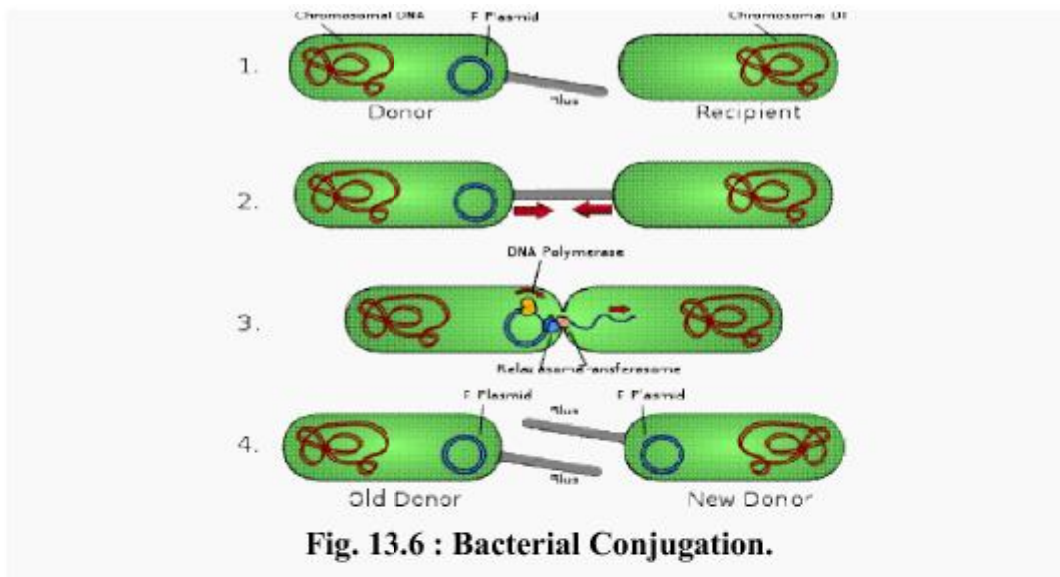 Chromosomal DNA F Plasmid Chromosomal
1. Pilus
Donor Recipient
2.
DNA Polymerase
3.
F Plasmid F Plasmid
Pilus
4.
Pilus
Old Donor New Donor
Fig. 13.6 : Bacterial Conjugation.